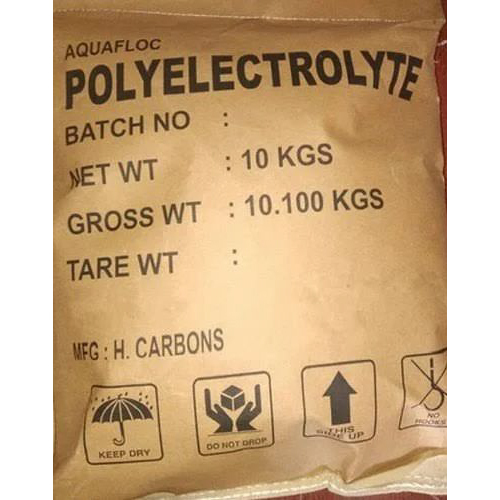 AQUAFLOC
POLYELECTROLYTE
BATCH NO :
NET WT : 10 KGS
GROSS WT : 10.100 KGS
TARE WT :
MFG : H. CARBONS
KEEP DRY
DO NOT DROP
THIS
SIDE UP
NO
HOOKS